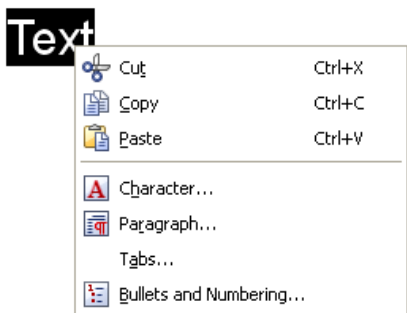 Text
Cut Ctrl+X
Copy Ctrl+C
Paste Ctrl+V
Character...
Paragraph...
Tabs...
Bullets and Numbering...